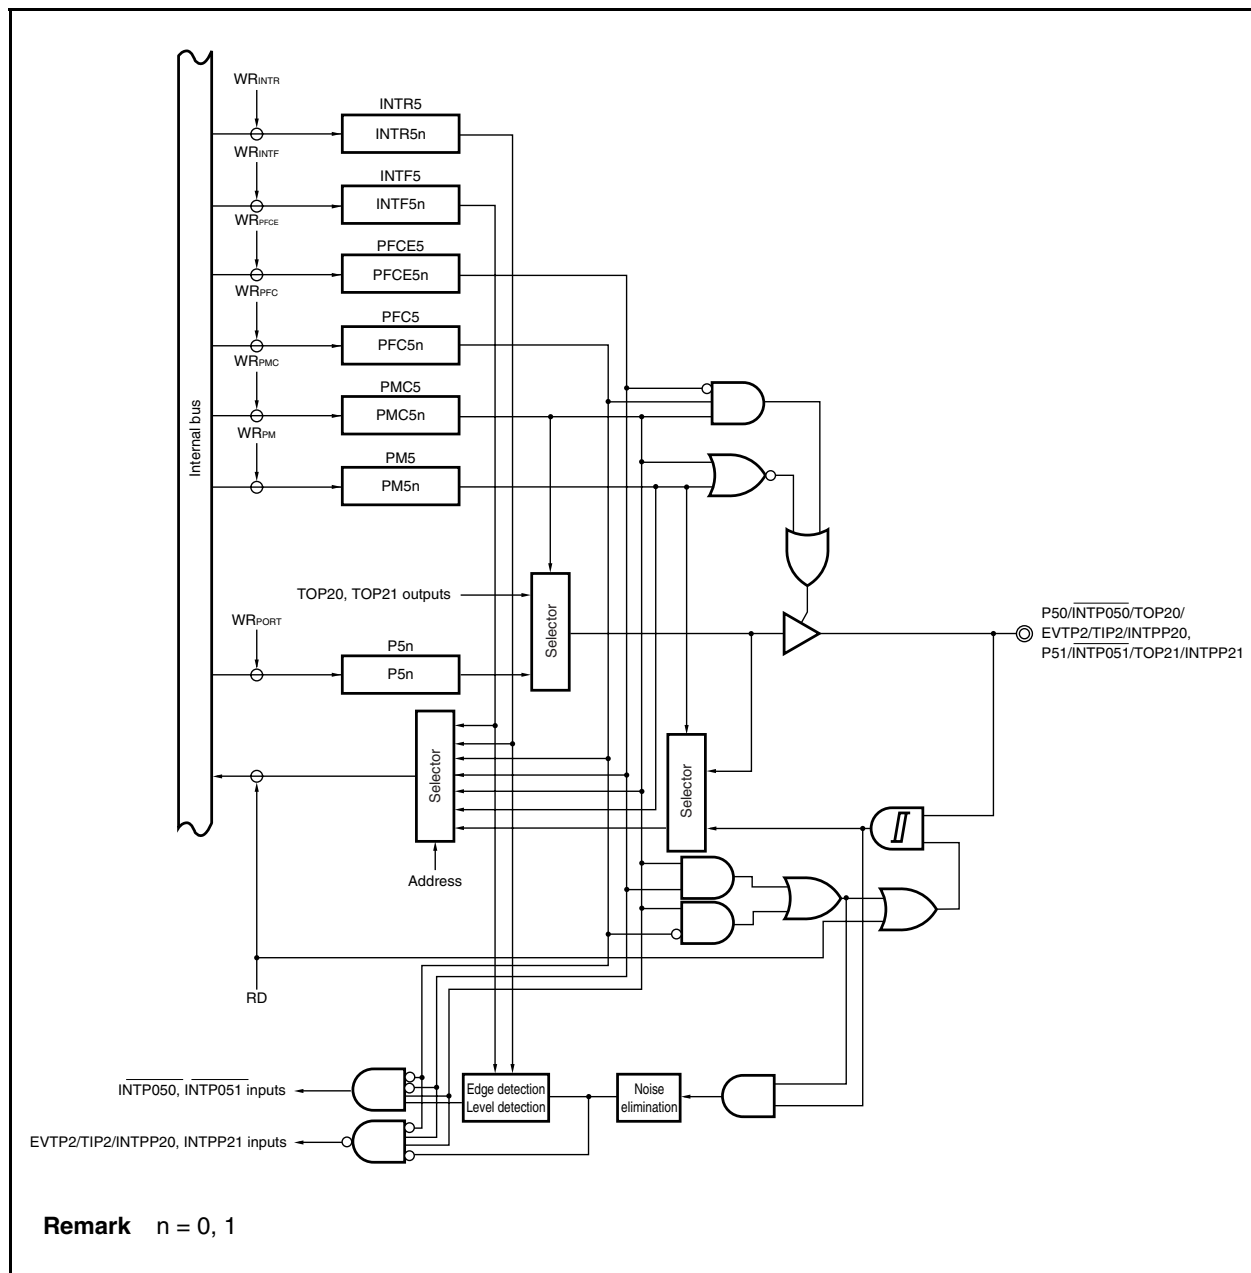 WRINTR
INTR5
INTR5n
WRINTF
INTF5
INTF5n
WRPFCE
PFCE5
PFCE5n
WRPFC
PFC5
PFC5n
WRPMC
PMC5
PMC5n
WRPM
PM5
PM5n
Internal bus
TOP20, TOP21 outputs
Selector
WRPORT
P5n
P5n
P50/INTP050/TOP20/
EVTP2/TIP2/INTPP20,
P51/INTP051/TOP21/INTPP21
Selector
Selector
Address
RD
INTP050, INTP051 inputs
Edge detection
Level detection
Noise
elimination
EVTP2/TIP2/INTPP20, INTPP21 inputs
Remark n = 0, 1